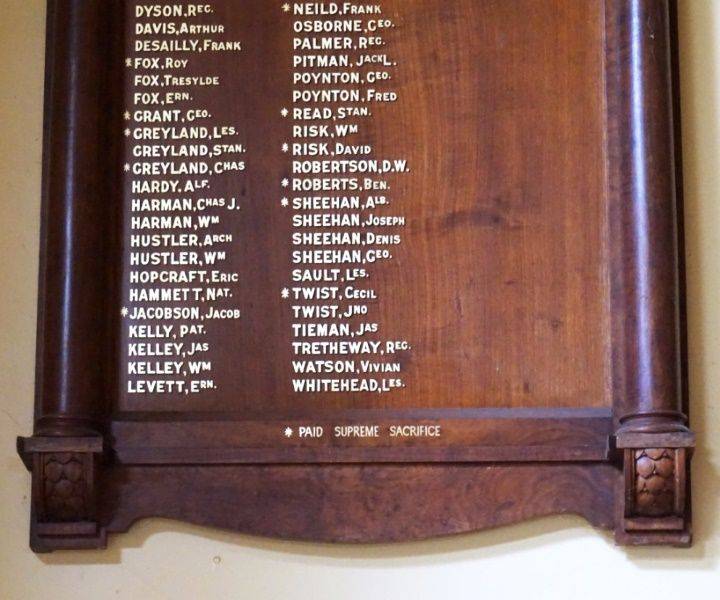 DYSON, REG.
DAVIS, ARTHUR
DESAILLY, FRANK
* FOX, ROY
FOX, TRESYLDE
FOX, ERN.
* GRANT, GEO.
* GREYLAND, LES.
GREYLAND, STAN.
* GREYLAND, CHAS
HARDY, ALF.
HARMAN, CHAS J.
HARMAN, WM
HUSTLER, ARCH
HUSTLER, WM
HOPCRAFT, ERIC
HAMMETT, NAT.
* JACOBSON, JACOB
KELLY, PAT.
KELLEY, JAS
KELLEY, WM
LEVETT, ERN.
* NEILD, FRANK
OSBORNE, GEO.
PALMER, REG.
PITMAN, JACK L.
POYNTON, GEO.
POYNTON, FRED
* READ, STAN.
RISK, WM
* RISK, DAVID
ROBERTSON, D.W.
* ROBERTS, BEN.
* SHEEHAN, ALB.
SHEEHAN, JOSEPH
SHEEHAN, DENIS
SHEEHAN, GEO.
SAULT, LES.
* TWIST, CECIL
TWIST, JNO
TIEMAN, JAS
TRETHEWAY, REG.
WATSON, VIVIAN
WHITEHEAD, LES.
* PAID SUPREME SACRIFICE